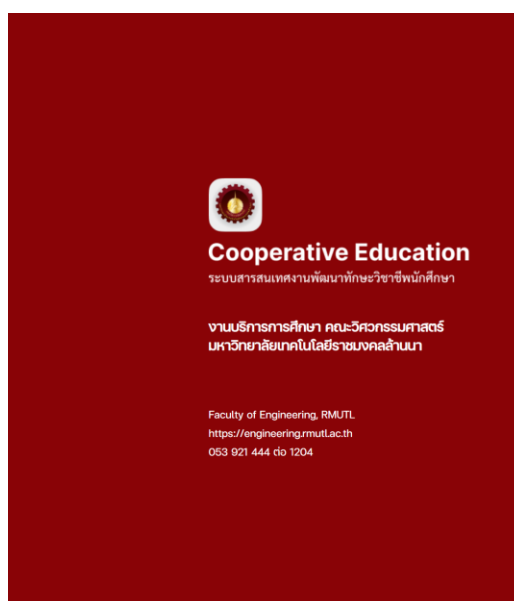 Cooperative Education
ระบบสารสนเทศงานพัฒนาทักษะวิชาชีพนักศึกษา
งานบริการการศึกษา คณะวิศวกรรมศาสตร์
มหาวิทยาลัยเทคโนโลยีราชมงคลล้านนา
Faculty of Engineering, RMUTL
https://engineering.rmutl.ac.th
053 921 444 ต่อ 1204